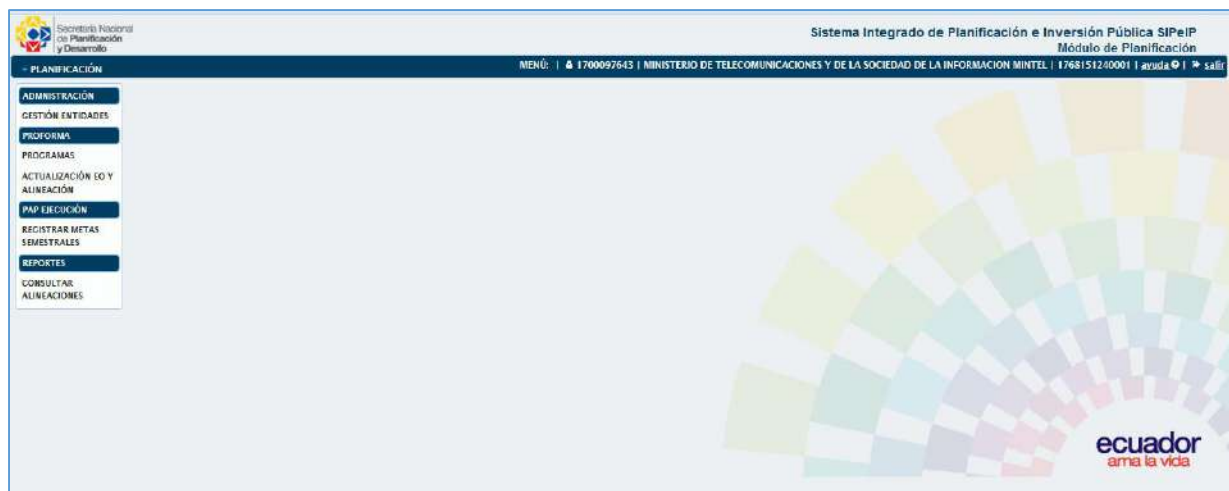 Secretaría Nacional
de Planificación
y Desarrollo
Sistema Integrado de Planificación e Inversión Pública SIPeIP
Módulo de Planificación
- PLANIFICACIÓN
MENÚ: | 1700097643 | MINISTERIO DE TELECOMUNICACIONES Y DE LA SOCIEDAD DE LA INFORMACION MINTEL | 1768151240001 | ayuda | salir
ADMNISTRACIÓN
GESTIÓN ENTIDADES
PROFORMA
PROGRAMAS
ACTUALIZACIÓN EO Y
ALINEACIÓN
PAP EJECUCIÓN
REGISTRAR METAS
SEMESTRALES
REPORTES
CONSULTAR
ALINEACIONES
ecuador
ama la vida